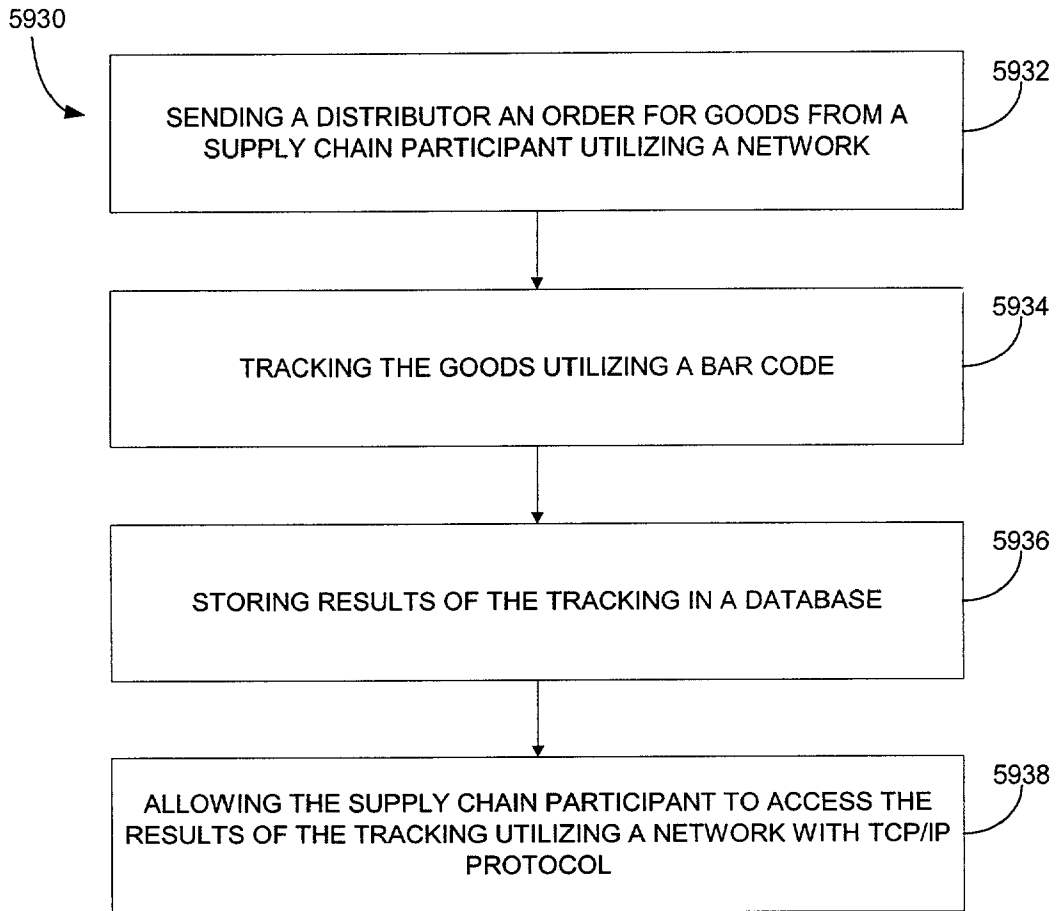 5930
5932
SENDING A DISTRIBUTOR AN ORDER FOR GOODS FROM A
SUPPLY CHAIN PARTICIPANT UTILIZING A NETWORK
5934
TRACKING THE GOODS UTILIZING A BAR CODE
5936
STORING RESULTS OF THE TRACKING IN A DATABASE
5938
ALLOWING THE SUPPLY CHAIN PARTICIPANT TO ACCESS THE
RESULTS OF THE TRACKING UTILIZING A NETWORK WITH TCP/IP
PROTOCOL